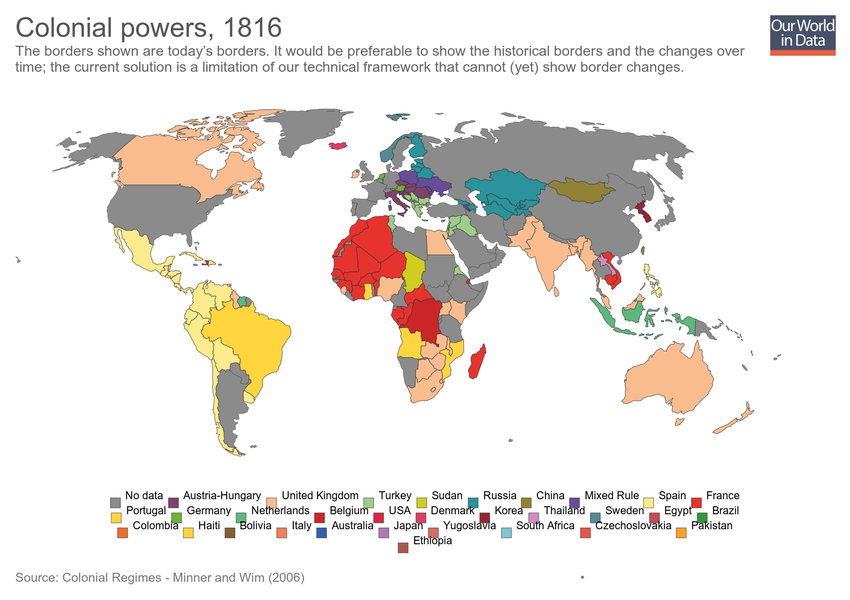 Colonial powers, 1816
Our World
in Data
The borders shown are today's borders. It would be preferable to show the historical borders and the changes over
time; the current solution is a limitation of our technical framework that cannot (yet) show border changes.
No data Austria-Hungary United Kingdom Turkey Sudan Russia China Mixed Rule Spain France
Portugal Germany Netherlands Belgium USA Denmark Korea Thailand Sweden Egypt Brazil
Colombia Haiti Bolivia Italy Australia Japan Yugoslavia South Africa Czechoslovakia Pakistan
Ethiopia
Source: Colonial Regimes - Minner and Wim (2006)